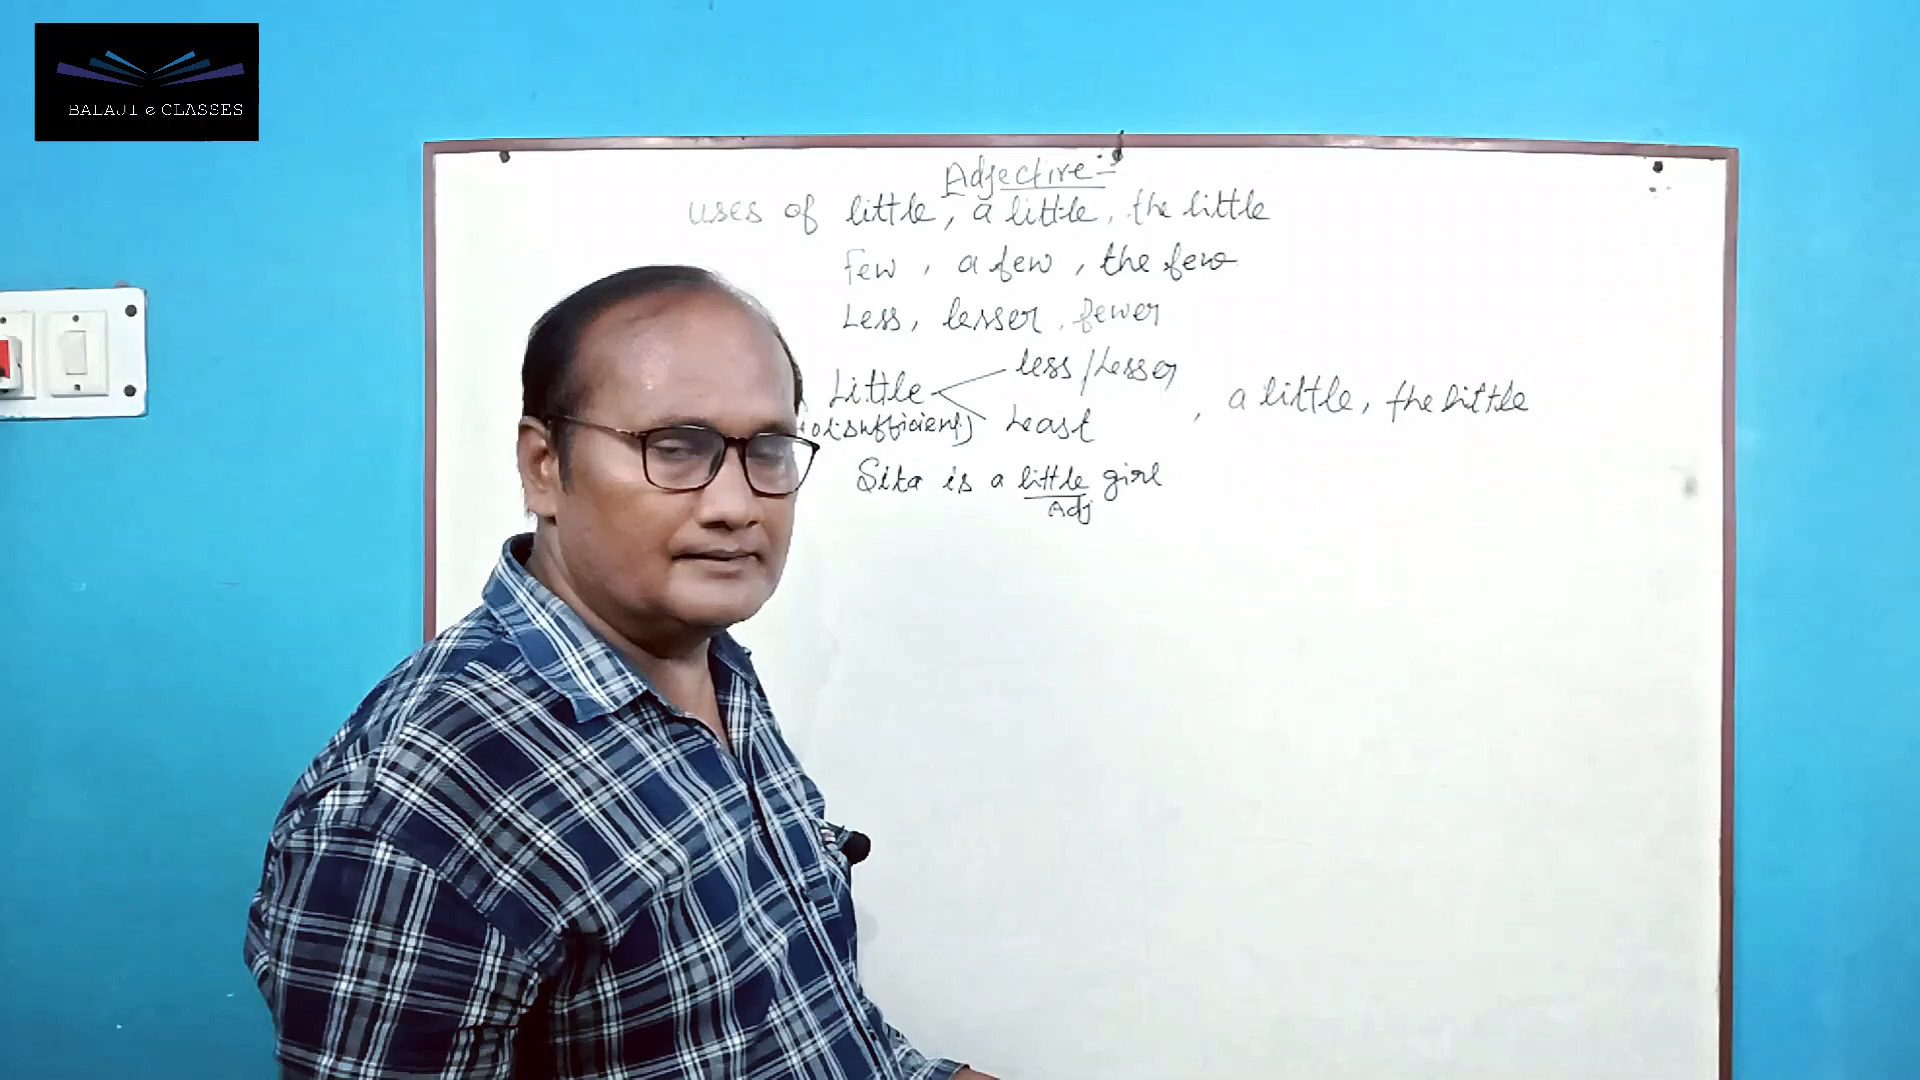 BALAJI e CLASSES
Adjective:-
uses of little, a little, the little
Few, a few, the few
Less, lesser, fewer
Little less/Lesser
Least , a little, the little
sufficient)
Sita is a little girl
Adj